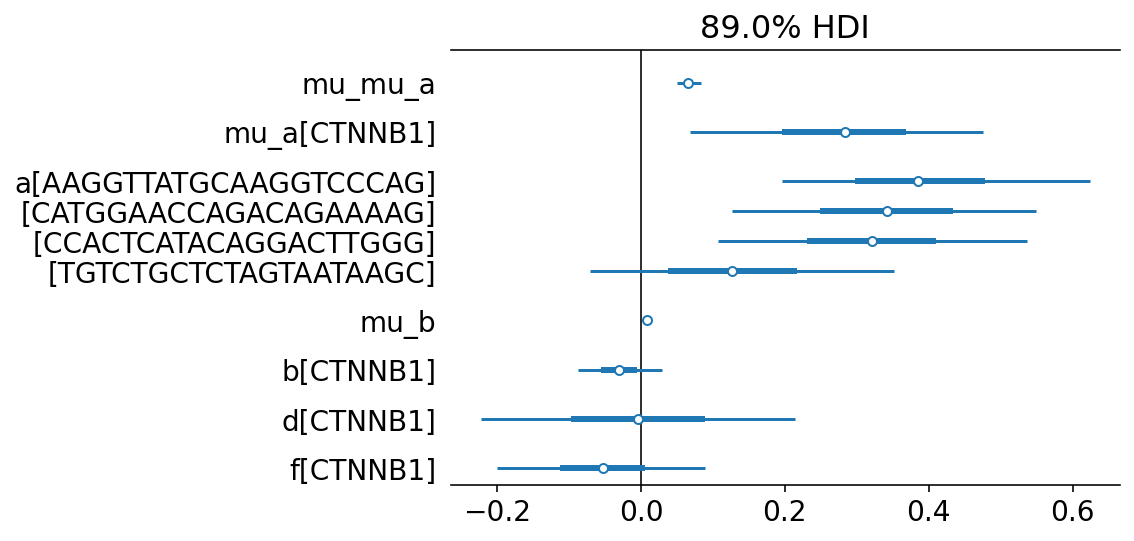 89.0% HDI
mu_mu_a
mu_a[CTNNB1]
a[AAGGTTATGCAAGGTCCCAG]
[CATGGAACCAGACAGAAAAG]
[CCACTCATACAGGACTTGGG]
[TGTCTGCTCTAGTAATAAGC]
mu_b
b[CTNNB1]
d[CTNNB1]
f[CTNNB1]
−0.2 0.0 0.2 0.4 0.6